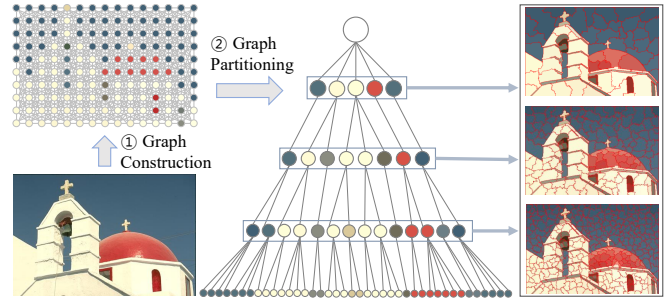 ② Graph
Partitioning
① Graph
Construction